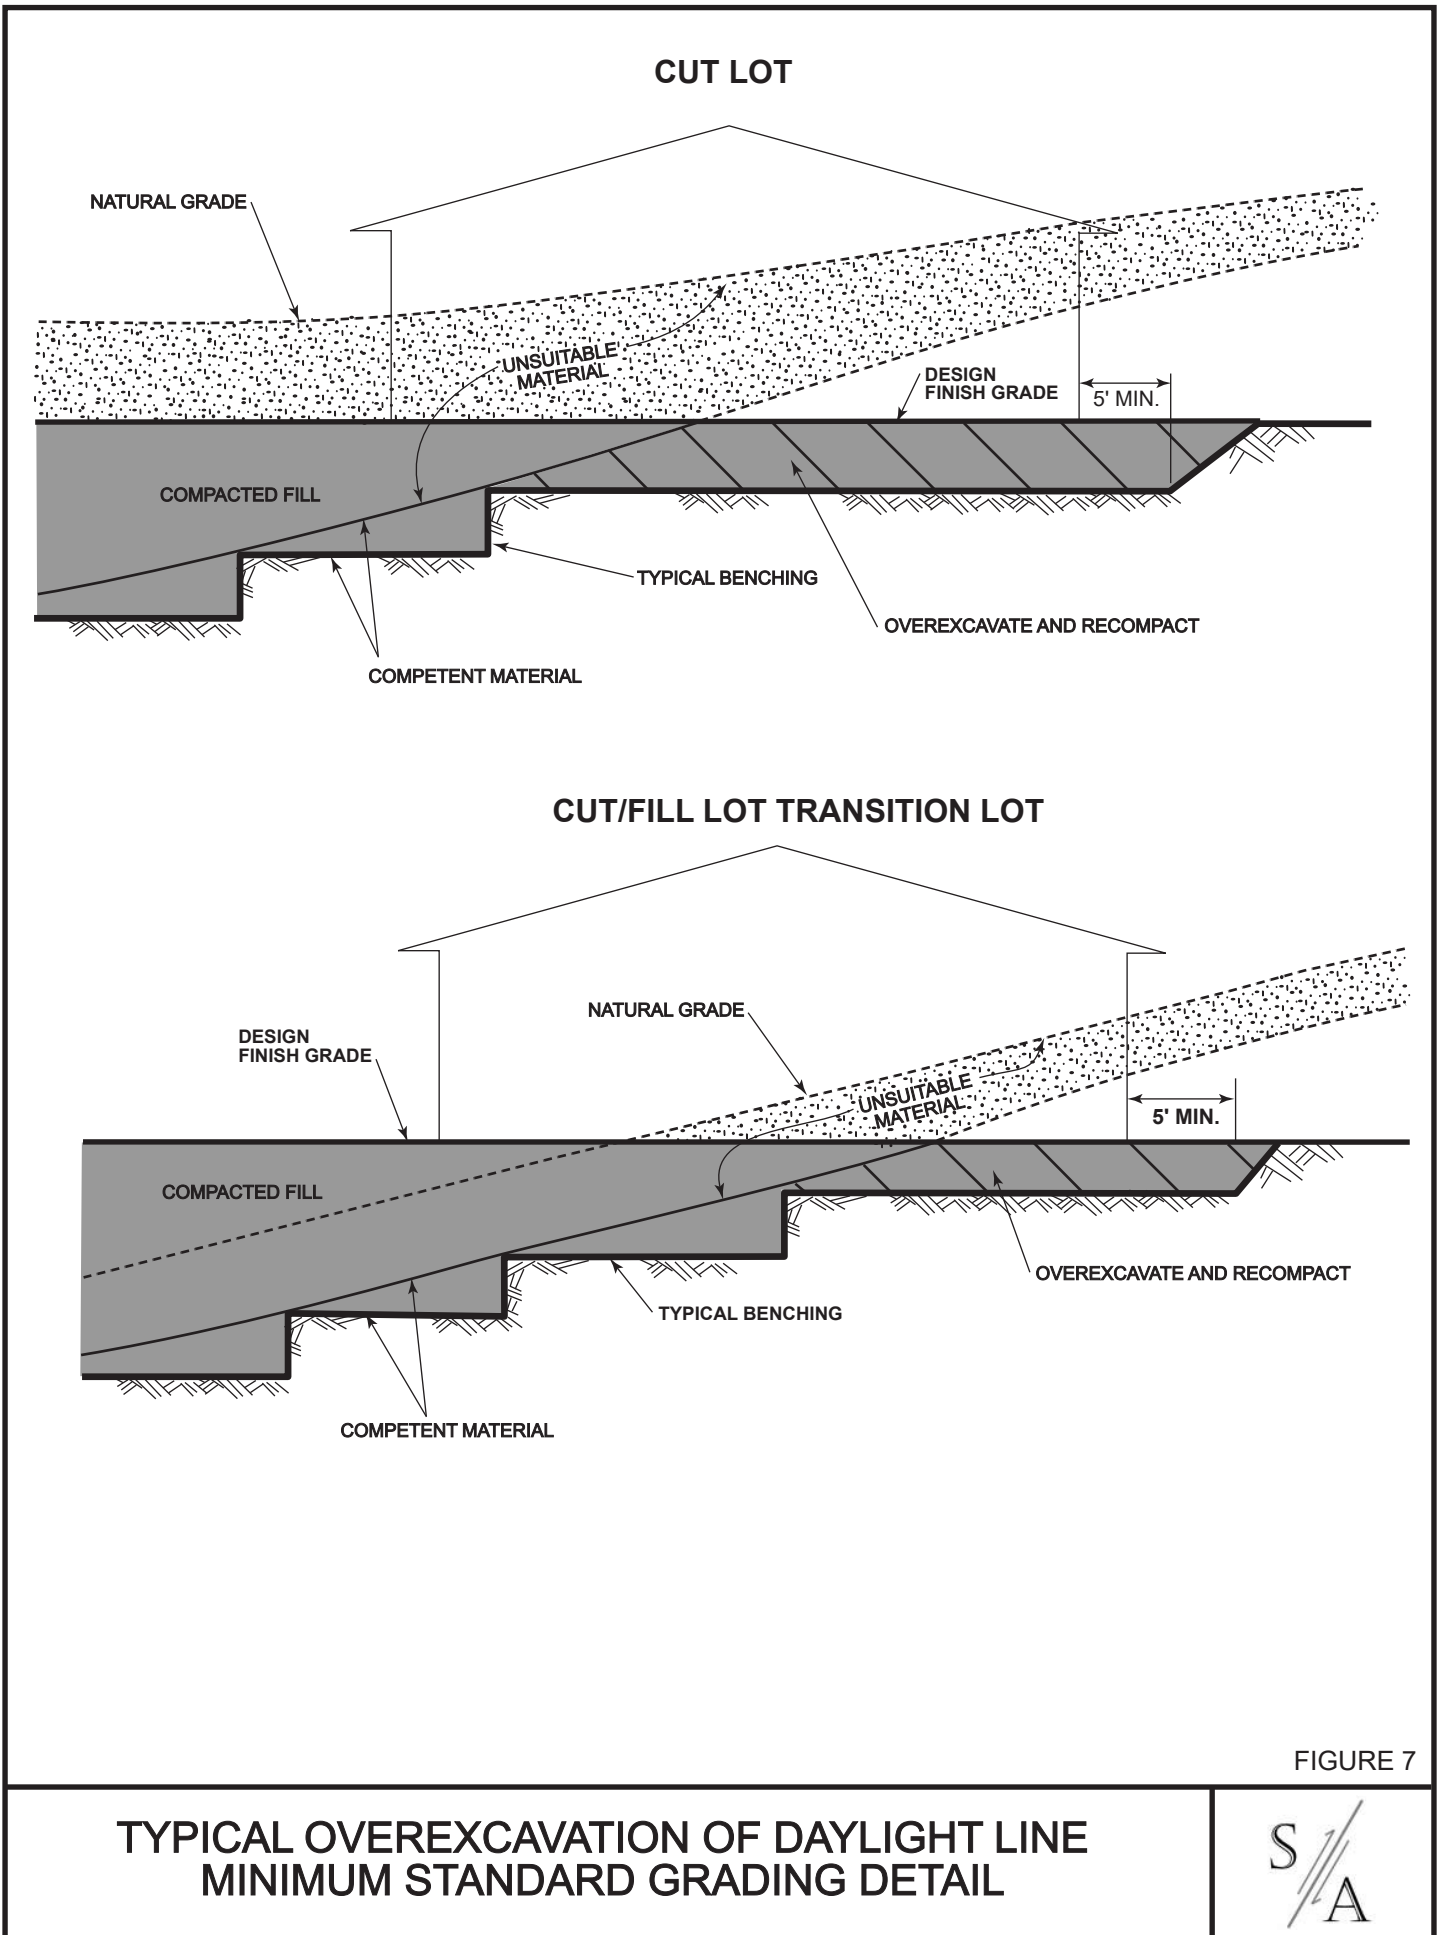 CUT LOT
NATURAL GRADE
UNSUITABLE
MATERIAL
DESIGN
FINISH GRADE
5' MIN.
COMPACTED FILL
TYPICAL BENCHING
OVEREXCAVATE AND RECOMPACT
COMPETENT MATERIAL
CUT/FILL LOT TRANSITION LOT
NATURAL GRADE
DESIGN
FINISH GRADE
UNSUITABLE
MATERIAL
5' MIN.
COMPACTED FILL
OVEREXCAVATE AND RECOMPACT
TYPICAL BENCHING
COMPETENT MATERIAL
FIGURE 7
TYPICAL OVEREXCAVATION OF DAYLIGHT LINE
MINIMUM STANDARD GRADING DETAIL
S
A